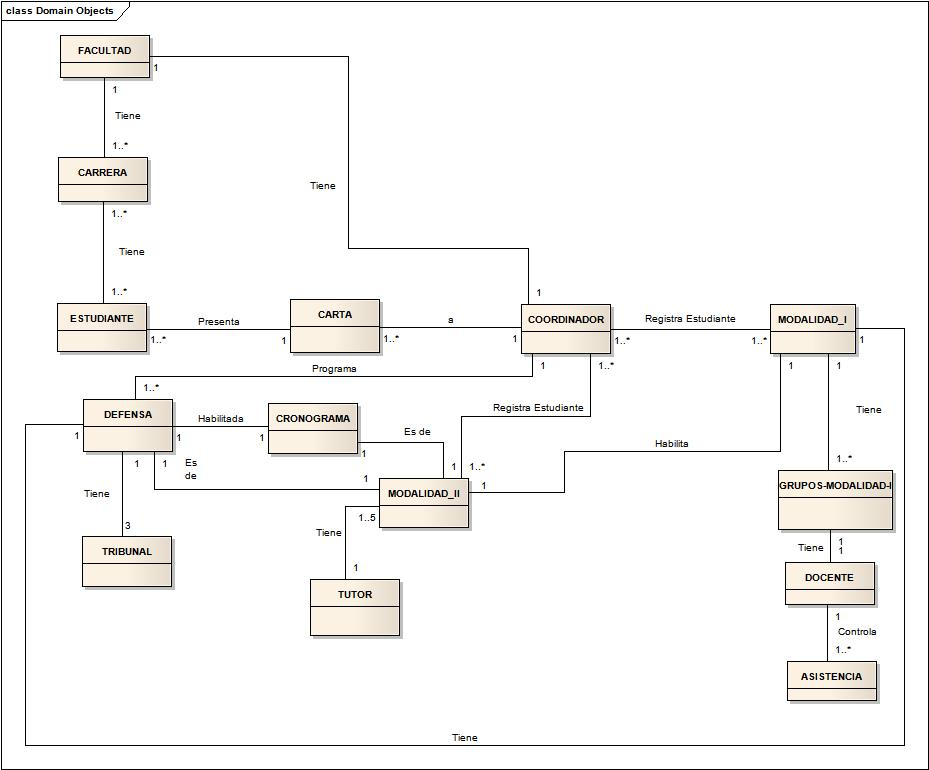 class Domain Objects
FACULTAD
1
1
Tiene
1..*
CARRERA
1..*
Tiene
Tiene
1..*
1
ESTUDIANTE
Presenta
CARTA
a
COORDINADOR
Registra Estudiante
MODALIDAD_I
1..*
1
1..*
1
1..*
1..*
1
Programa
1
1..*
1
1
1..*
Registra Estudiante
Tiene
DEFENSA
Habilitada
CRONOGRAMA
1
1
1
Es de
1
Habilita
1..*
1
1
Es
de
1
1..*
1
1
MODALIDAD_II
GRUPOS-MODALIDAD-I
Tiene
1..5
3
Tiene
1
Tiene
1
1
TRIBUNAL
TUTOR
DOCENTE
1
Controla
1..*
ASISTENCIA
Tiene